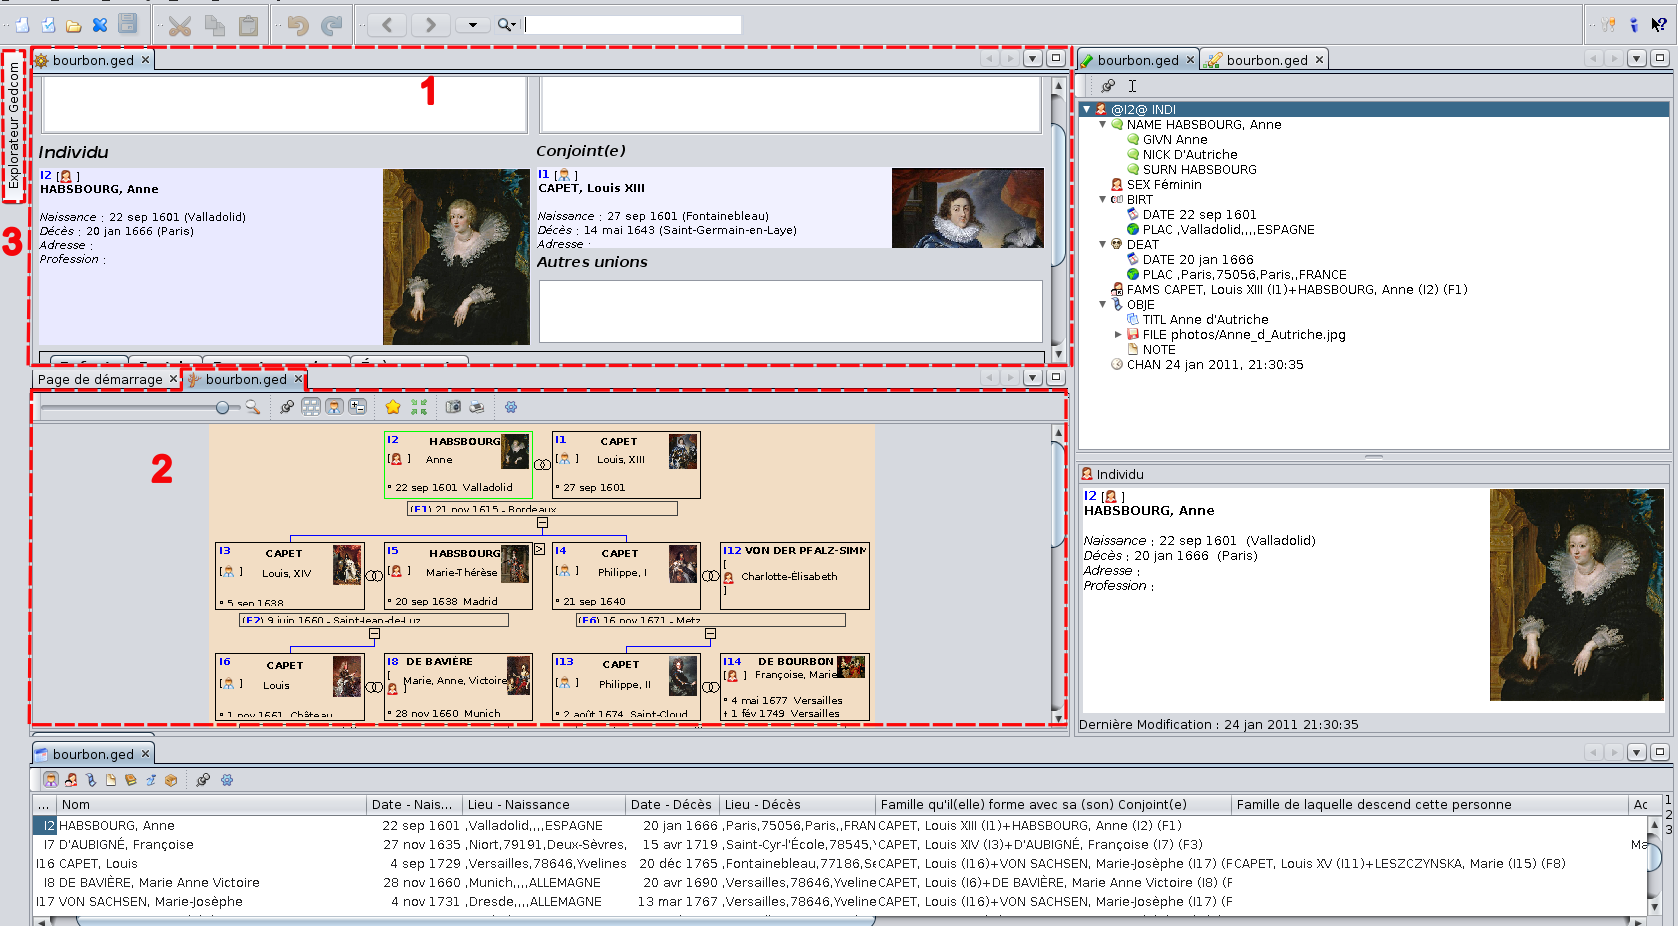 bourbon.ged
1
Explorateur Gedcom
3
Individu
I2 [ ]
HABSBOURG, Anne
Naissance : 22 sep 1601 (Valladolid)
Décès : 20 jan 1666 (Paris)
Adresse :
Profession :
Conjoint(e)
I1 [ ]
CAPET, Louis XIII
Naissance : 27 sep 1601 (Fontainebleau)
Décès : 14 mai 1643 (Saint-Germain-en-Laye)
Adresse :
Autres unions
Page de démarrage
bourbon.ged
2
I2 HABSBOURG
[ ] Anne
° 22 sep 1601 Valladolid
I1 CAPET
[ ] Louis, XIII
° 27 sep 1601
(F1) 21 nov 1615 - Bordeaux
I3 CAPET
[ ] Louis, XIV
° 5 sep 1638
I5 HABSBOURG
[ ] Marie-Thérèse
° 20 sep 1638 Madrid
I4 CAPET
[ ] Philippe, I
° 21 sep 1640
I12 VON DER PFALZ-SIMM
[
Charlotte-Élisabeth
]
(F2) 9 juin 1660 - Saint-Jean-de-Luz
(F6) 16 nov 1671 - Metz
I6 CAPET
[ ] Louis
° 1 nov 1661 Château
I8 DE BAVIÈRE
[ Marie, Anne, Victoire
]
° 28 nov 1660 Munich
I13 CAPET
[ ] Philippe, II
° 2 août 1674 Saint-Cloud
I14 DE BOURBON
[ ] Françoise, Marie
° 4 mai 1677 Versailles
† 1 fév 1749 Versailles
bourbon.ged
bourbon.ged
@I2@ INDI
NAME HABSBOURG, Anne
GIVN Anne
NICK D'Autriche
SURN HABSBOURG
SEX Féminin
BIRT
DATE 22 sep 1601
PLAC ,Valladolid,,,,ESPAGNE
DEAT
DATE 20 jan 1666
PLAC ,Paris,75056,Paris,,FRANCE
FAMS CAPET, Louis XIII (I1)+HABSBOURG, Anne (I2) (F1)
OBJE
TITL Anne d'Autriche
FILE photos/Anne_d_Autriche.jpg
NOTE
CHAN 24 jan 2011, 21:30:35
Individu
I2 [ ]
HABSBOURG, Anne
Naissance : 22 sep 1601 (Valladolid)
Décès : 20 jan 1666 (Paris)
Adresse :
Profession :
Dernière Modification : 24 jan 2011 21:30:35
bourbon.ged
... Nom Date - Nais... Lieu - Naissance Date - Décès Lieu - Décès Famille qu'il(elle) forme avec sa (son) Conjoint(e) Famille de laquelle descend cette personne Ac
I2 HABSBOURG, Anne 22 sep 1601 ,Valladolid,,,,ESPAGNE 20 jan 1666 ,Paris,75056,Paris,,FRAN CAPET, Louis XIII (I1)+HABSBOURG, Anne (I2) (F1)
I7 D'AUBIGNÉ, Françoise 27 nov 1635 ,Niort,79191,Deux-Sèvres, 15 avr 1719 ,Saint-Cyr-l'École,78545, CAPET, Louis XIV (I3)+D'AUBIGNÉ, Françoise (I7) (F3) Ma
I16 CAPET, Louis 4 sep 1729 ,Versailles,78646,Yvelines 20 déc 1765 ,Fontainebleau,77186,Se CAPET, Louis (I16)+VON SACHSEN, Marie-Josèphe (I17) (F CAPET, Louis XV (I11)+LESZCZYNSKA, Marie (I15) (F8)
I8 DE BAVIÈRE, Marie Anne Victoire 28 nov 1660 ,Munich,,,,ALLEMAGNE 20 avr 1690 ,Versailles,78646,Yveline CAPET, Louis (I6)+DE BAVIÈRE, Marie Anne Victoire (I8) (F
I17 VON SACHSEN, Marie-Josèphe 4 nov 1731 ,Dresde,,,,ALLEMAGNE 13 mar 1767 ,Versailles,78646,Yveline CAPET, Louis (I16)+VON SACHSEN, Marie-Josèphe (I17) (F
1
2
3